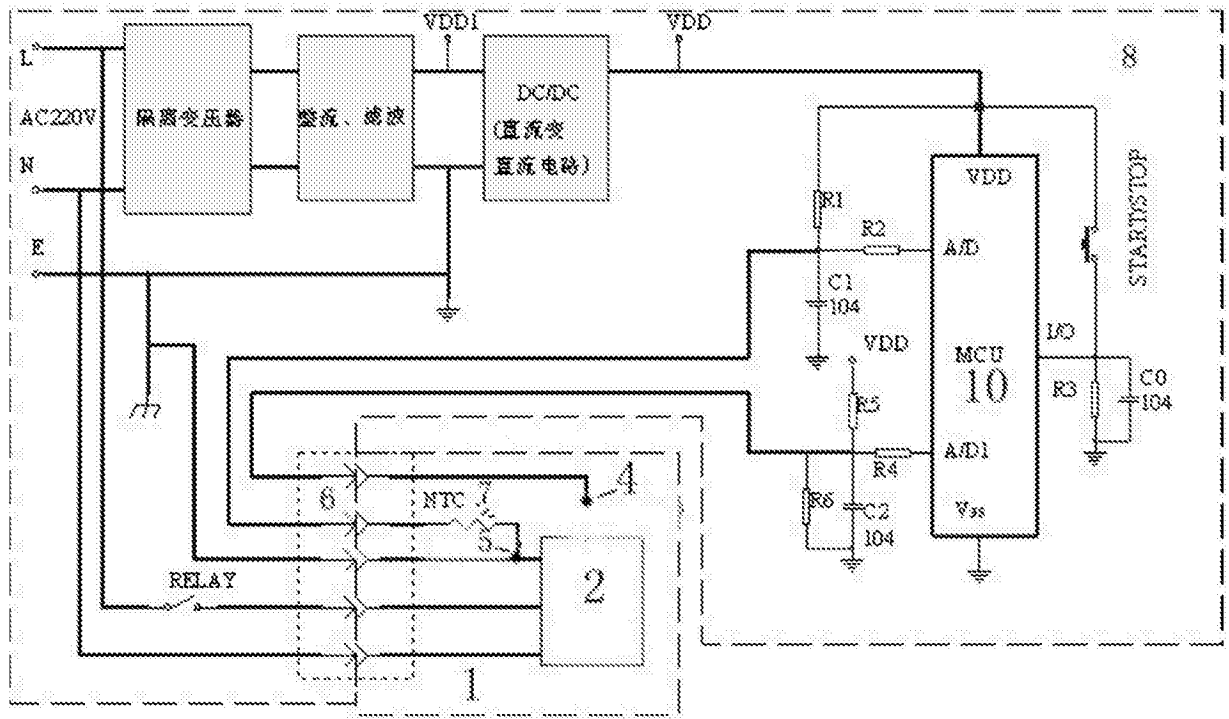 VDD1
VDD
L
AC220V
N
E
隔离变压器
整流、滤波
DC/DC
(直流变
直流电路)
8
VDD
R1
R2
A/D
C1
104
STARDSTOP
I/O
MCU
10
VDD
R5
R3
C0
104
R4
A/D1
R6
C2
104
Vss
6
NTC
4
5
2
RELAY
1